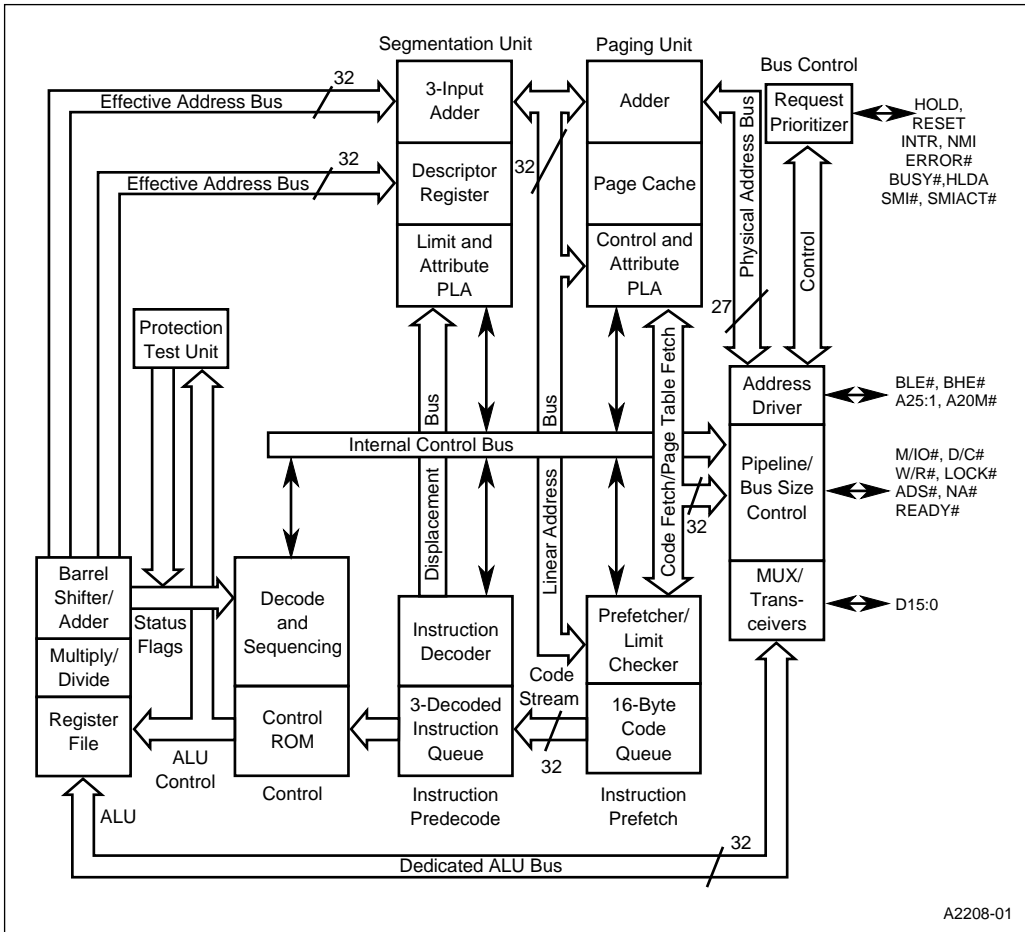 Segmentation Unit
Paging Unit
Bus Control
32
Effective Address Bus
3-Input
Adder
Adder
Request
Prioritizer
HOLD,
RESET
INTR, NMI
ERROR#
BUSY#,HLDA
SMI#, SMIACT#
32
Effective Address Bus
Descriptor
Register
32
Page Cache
Physical Address Bus
Limit and
Attribute
PLA
Control and
Attribute
PLA
Control
27
Protection
Test Unit
Address
Driver
BLE#, BHE#
A25:1, A20M#
Internal Control Bus
Displacement Bus
Linear Address Bus
Code Fetch/Page Table Fetch
Pipeline/
Bus Size
Control
M/IO#, D/C#
W/R#, LOCK#
ADS#, NA#
READY#
32
Barrel
Shifter/
Adder
Status
Flags
Decode
and
Sequencing
Instruction
Decoder
Prefetcher/
Limit
Checker
MUX/
Trans-
ceivers
D15:0
Multiply/
Divide
Code
Stream
Register
File
Control
ROM
3-Decoded
Instruction
Queue
16-Byte
Code
Queue
32
ALU
Control
ALU
Control
Instruction
Predecode
Instruction
Prefetch
32
Dedicated ALU Bus
A2208-01